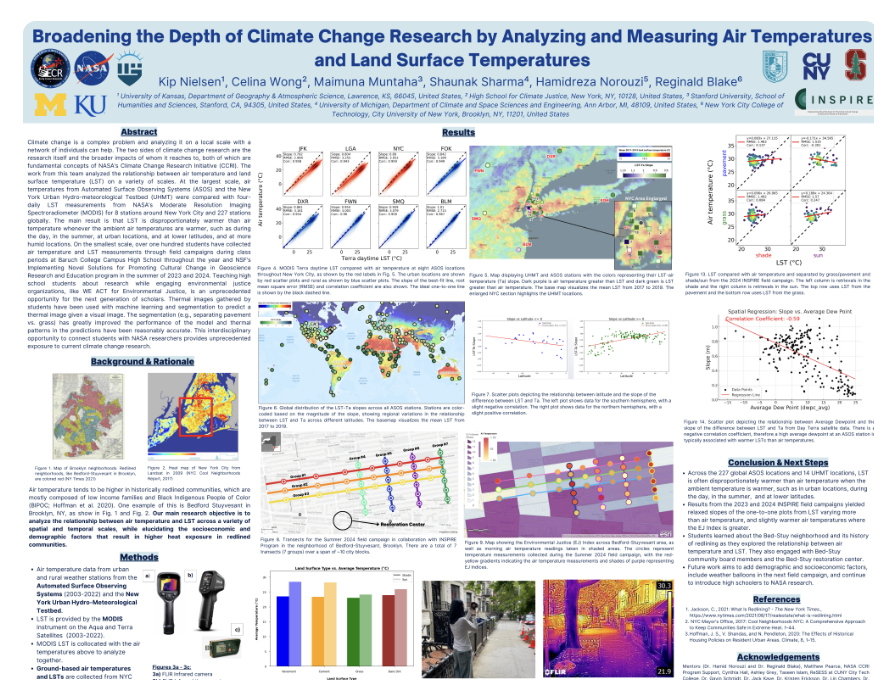 Broadening the Depth of Climate Change Research by Analyzing and Measuring Air Temperatures
and Land Surface Temperatures
Kip Nielsen¹, Celina Wong², Maimuna Muntaha³, Shaunak Sharma⁴, Hamidreza Norouzi⁵, Reginald Blake⁶
¹ University of Kansas, Department of Geography & Atmospheric Science, Lawrence, KS, 66045, United States, ² High School for Climate Justice, New York, NY, 10128, United States, ³ Stanford University, School of
Humanities and Sciences, Stanford, CA, 94305, United States, ⁴ University of Michigan, Department of Climate and Space Sciences and Engineering, Ann Arbor, MI, 48109, United States, ⁶ New York City College of
Technology, City University of New York, Brooklyn, NY, 11201, United States
NASA
KU
CU
NY
INSPIRE
Abstract
Climate change is a complex problem and analyzing it on a local scale with a
network of individuals can help. The two sides of climate change research are the
research itself and the broader impacts of whom it reaches to, both of which are
fundamental concepts of NASA's Climate Change Research Initiative (CCRI). The
work from this team analyzed the relationship between air temperature and land
surface temperature (LST) on a variety of scales. At the largest scale, air
temperatures from Automated Surface Observing Systems (ASOS) and the New
York Urban Hydro-meteorological Testbed (UHMT) were compared with four-
daily LST measurements from NASA's Moderate Resolution Imaging
Spectroradiometer (MODIS) for 8 stations around New York City and 227 stations
globally. The main result is that LST is disproportionately warmer than air
temperature whenever the ambient air temperatures are warmer, such as during
the day, in the summer, at urban locations, and at lower latitudes, and at more
humid locations. On the smallest scale, over one hundred students have collected
air temperature and LST measurements through field campaigns during class
periods at Baruch College Campus High School throughout the year and NSF's
Implementing Novel Solutions for Promoting Cultural Change in Geoscience
Research and Education program in the summer of 2023 and 2024. Teaching high
school students about research while engaging environmental justice
organizations, like WE ACT for Environmental Justice, is an unprecedented
opportunity for the next generation of scholars. Thermal images gathered by
students have been used with machine learning and segmentation to predict a
thermal image given a visual image. The segmentation (e.g., separating pavement
vs. grass) has greatly improved the performance of the model and thermal
patterns in the predictions have been reasonably accurate. This interdisciplinary
opportunity to connect students with NASA researchers provides unprecedented
exposure to current climate change research.
Background & Rationale
Figure 1. Map of Brooklyn neighborhoods. Redlined
neighborhoods, like Bedford-Stuyvesant in Brooklyn,
are colored red (NY Times 2021)
Figure 2. Heat map of New York City from
Landsat in 2009 (NYC Cool Neighborhoods
Report, 2017)
Air temperature tends to be higher in historically redlined communities, which are
mostly composed of low income families and Black Indigenous People of Color
(BIPOC; Hoffman et al. 2020). One example of this is Bedford Stuyvesant in
Brooklyn, NY, as show in Fig. 1 and Fig. 2. Our main research objective is to
analyze the relationship between air temperature and LST across a variety of
spatial and temporal scales, while elucidating the socioeconomic and
demographic factors that result in higher heat exposure in redlined
communities.
Methods
Air temperature data from urban
and rural weather stations from the
Automated Surface Observing
Systems (2003-2022) and the New
York Urban Hydro-Meteorological
Testbed.
LST is provided by the MODIS
instrument on the Aqua and Terra
Satellites (2003-2022).
MODIS LST is collocated with the air
temperatures above to analyze
together.
Ground-based air temperatures
and LSTs are collected from NYC
a)
b)
c)
Figures 3a - 3c:
3a) FLIR Infrared camera
Results
JFK
LGA
NYC
FOK
DXR
FWN
SMQ
BLM
Air temperature (°C)
Terra daytime LST (°C)
Figure 4. MODIS Terra daytime LST compared with air temperature at eight ASOS locations
throughout New York City, as shown by the red labels in Fig. 5. The urban locations are shown
by red scatter plots and rural as shown by blue scatter plots. The slope of the best-fit line, root
mean square error (RMSE) and correlation coefficient are also shown. The ideal one-to-one line
is shown by the black dashed line.
NYC Area Enlarged
Figure 5. Map displaying UHMT and ASOS stations with the colors representing their LST-air
temperature (Ta) slope. Dark purple is air temperature greater than LST and dark green is LST
greater than air temperature. The base map visualizes the mean LST from 2017 to 2019. The
enlarged NYC section highlights the UHMT locations.
Air temperature (°C)
pavement
grass
shade
sun
LST (°C)
Figure 13. LST compared with air temperature and separated by grass/pavement and
shade/sun from the 2024 INSPIRE field campaign. The left column is retrievals in the
shade and the right column is retrievals in the sun. The top row uses LST from the
pavement and the bottom row uses LST from the grass.
Figure 6. Global distribution of the LST-Ta slopes across all ASOS stations. Stations are color-
coded based on the magnitude of the slope, showing regional variations in the relationship
between LST and Ta across different latitudes. The basemap visualizes the mean LST from
2017 to 2019.
Figure 7. Scatter plots depicting the relationship between latitude and the slope of the
difference between LST and Ta. The left plot shows data for the southern hemisphere, with a
slight negative correlation. The right plot shows data for the northern hemisphere, with a
slight positive correlation.
Spatial Regression: Slope vs. Average Dew Point
Correlation Coefficient: -0.59
Slope (m)
Data Points
Regression Line
Average Dew Point (dwpt_avg)
Figure 14. Scatter plot depicting the relationship between Average Dewpoint and the
slope of the difference between LST and Ta from Day Terra satellite data. There is a
negative correlation coefficient, therefore a high average dewpoint at an ASOS station is
typically associated with warmer LSTs than air temperatures.
Restoration Center
Figure 8. Transects for the Summer 2024 field campaign in collaboration with INSPIRE
Program in the neighborhood of Bedford-Stuyvesant, Brooklyn. There are a total of 7
transects (7 groups) over a span of ~10 city blocks.
Figure 9. Map showing the Environmental Justice (EJ) Index across Bedford-Stuyvesant area, as
well as morning air temperature readings taken in shaded areas. The circles represent
temperature measurements collected during the Summer 2024 field campaign, with the red-
yellow gradients indicating the air temperature measurements and shades of purple representing
EJ indices.
Land Surface Type vs. Average Temperature (°C)
Average Temperature (°C)
Land Surface Type
30.3
21.9
FLIR
Conclusion & Next Steps
Across the 227 global ASOS locations and 14 UHMT locations, LST
is often disproportionately warmer than air temperature when the
ambient temperature is warmer, such as in urban locations, during
the day, in the summer, and at lower latitudes.
Results from the 2023 and 2024 INSPIRE field campaigns yielded
relaxed slopes of the one-to-one plots from LST varying more
than air temperature, and slightly warmer air temperatures where
the EJ Index is greater.
Students learned about the Bed-Stuy neighborhood and its history
of redlining as they explored the relationship between air
temperature and LST. They also engaged with Bed-Stuy
community board members and the Bed-Stuy restoration center.
Future work aims to add demographic and socioeconomic factors,
include weather balloons in the next field campaign, and continue
to introduce high schoolers to NASA research.
References
1. Jackson, C., 2021: What Is Redlining? - The New York Times,
https://www.nytimes.com/2021/08/17/realestate/what-is-redlining.html
2. NYC Mayor's Office, 2017: Cool Neighborhoods NYC: A Comprehensive Approach
to Keep Communities Safe in Extreme Heat. 1-44.
3. Hoffman, J. S., V. Shandas, and N. Pendleton, 2020: The Effects of Historical
Housing Policies on Resident Urban Areas. Climate, 8, 1-15.
Acknowledgements